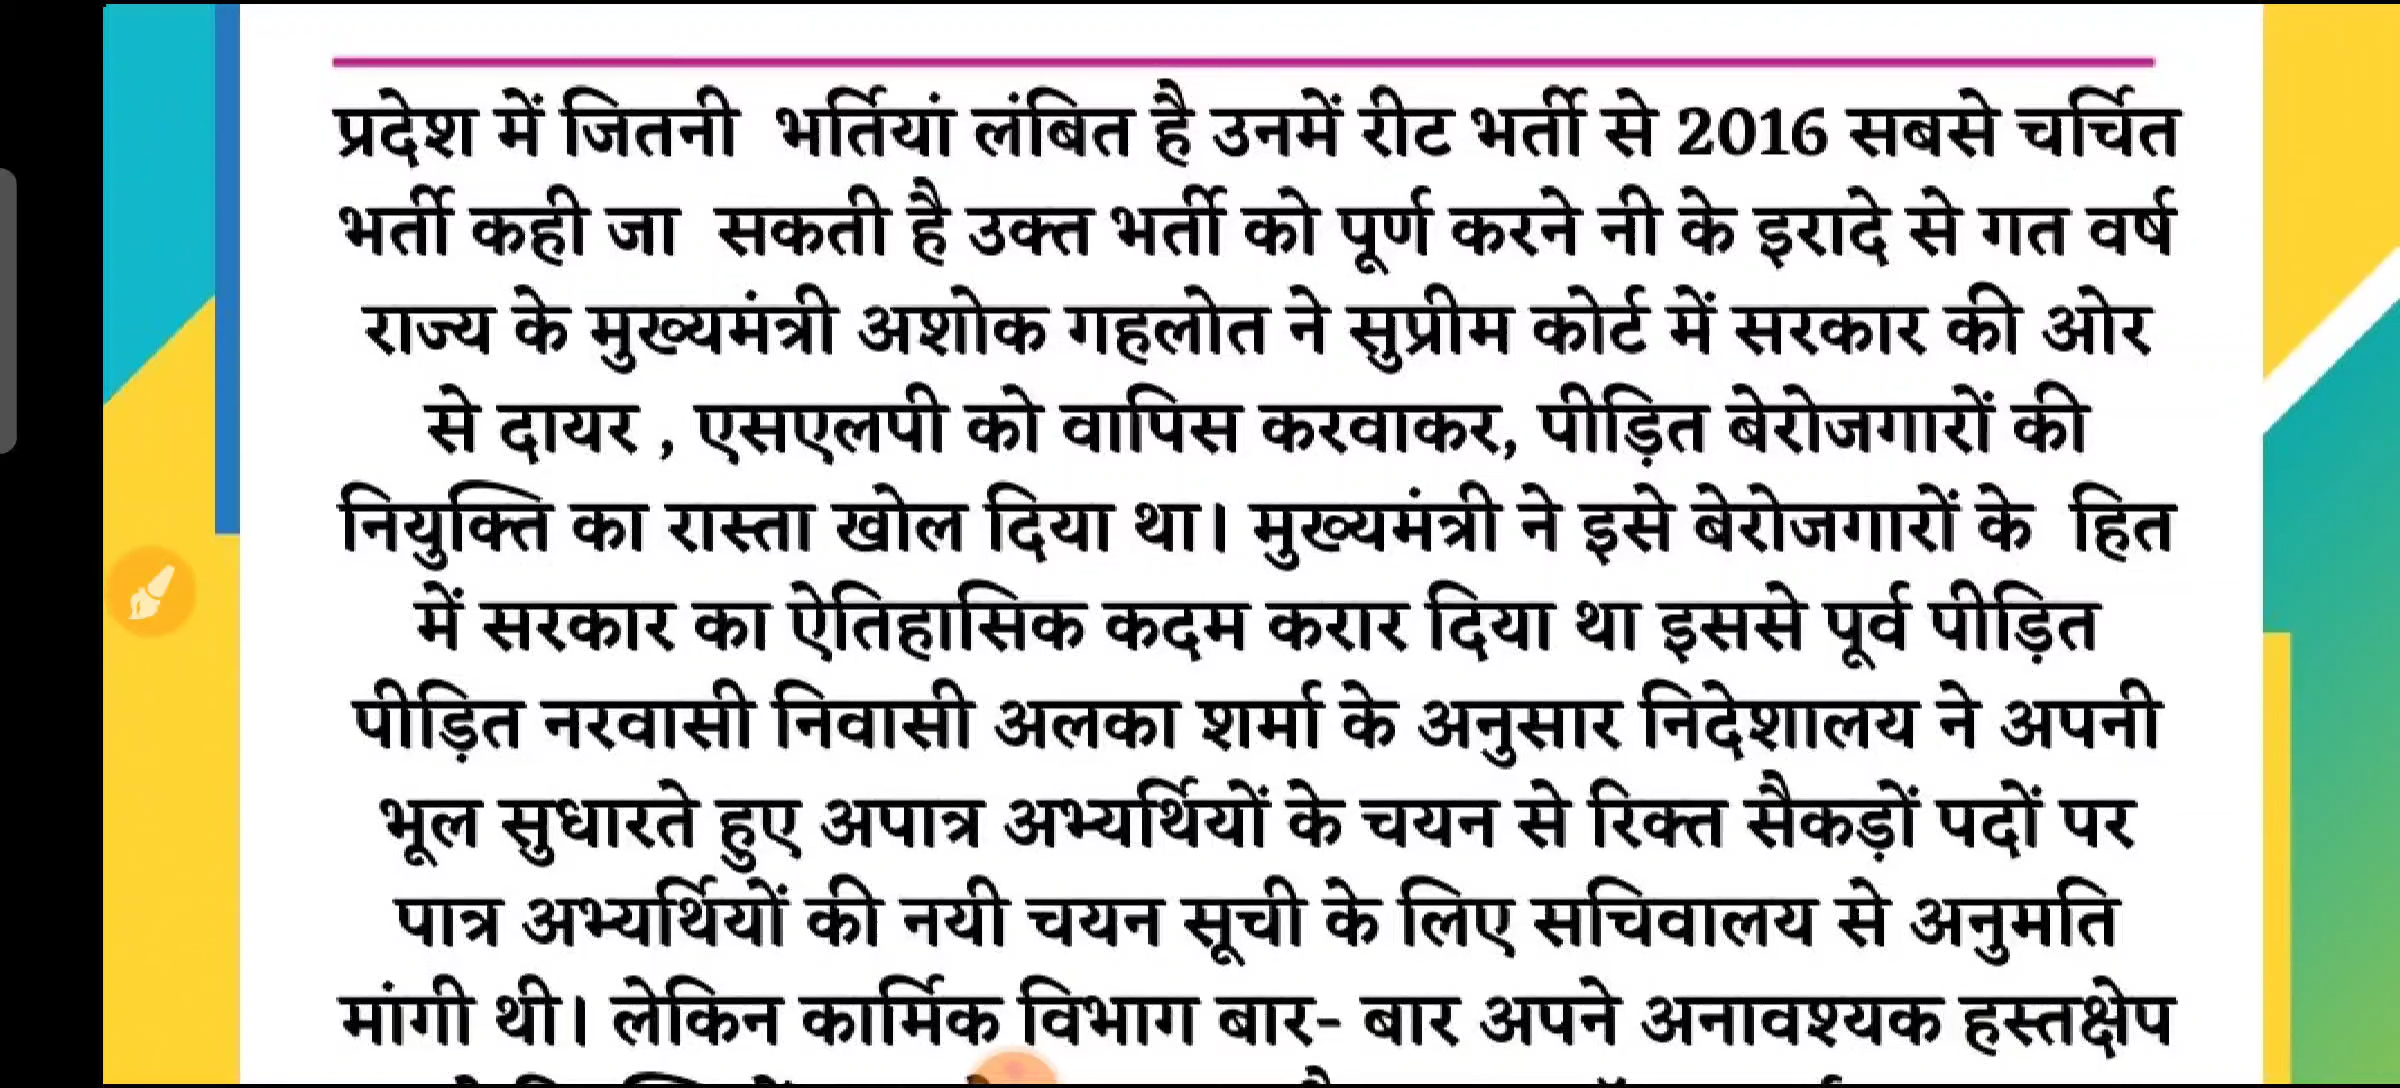 प्रदेश में जितनी भर्तियां लंबित है उनमें रीट भर्ती से 2016 सबसे चर्चित
भर्ती कही जा सकती है उक्त भर्ती को पूर्ण करने नी के इरादे से गत वर्ष
राज्य के मुख्यमंत्री अशोक गहलोत ने सुप्रीम कोर्ट में सरकार की ओर
से दायर , एसएलपी को वापिस करवाकर, पीड़ित बेरोजगारों की
नियुक्ति का रास्ता खोल दिया था। मुख्यमंत्री ने इसे बेरोजगारों के हित
में सरकार का ऐतिहासिक कदम करार दिया था इससे पूर्व पीड़ित
पीड़ित नरवासी निवासी अलका शर्मा के अनुसार निदेशालय ने अपनी
भूल सुधारते हुए अपात्र अभ्यर्थियों के चयन से रिक्त सैकड़ों पदों पर
पात्र अभ्यर्थियों की नयी चयन सूची के लिए सचिवालय से अनुमति
मांगी थी। लेकिन कार्मिक विभाग बार- बार अपने अनावश्यक हस्तक्षेप